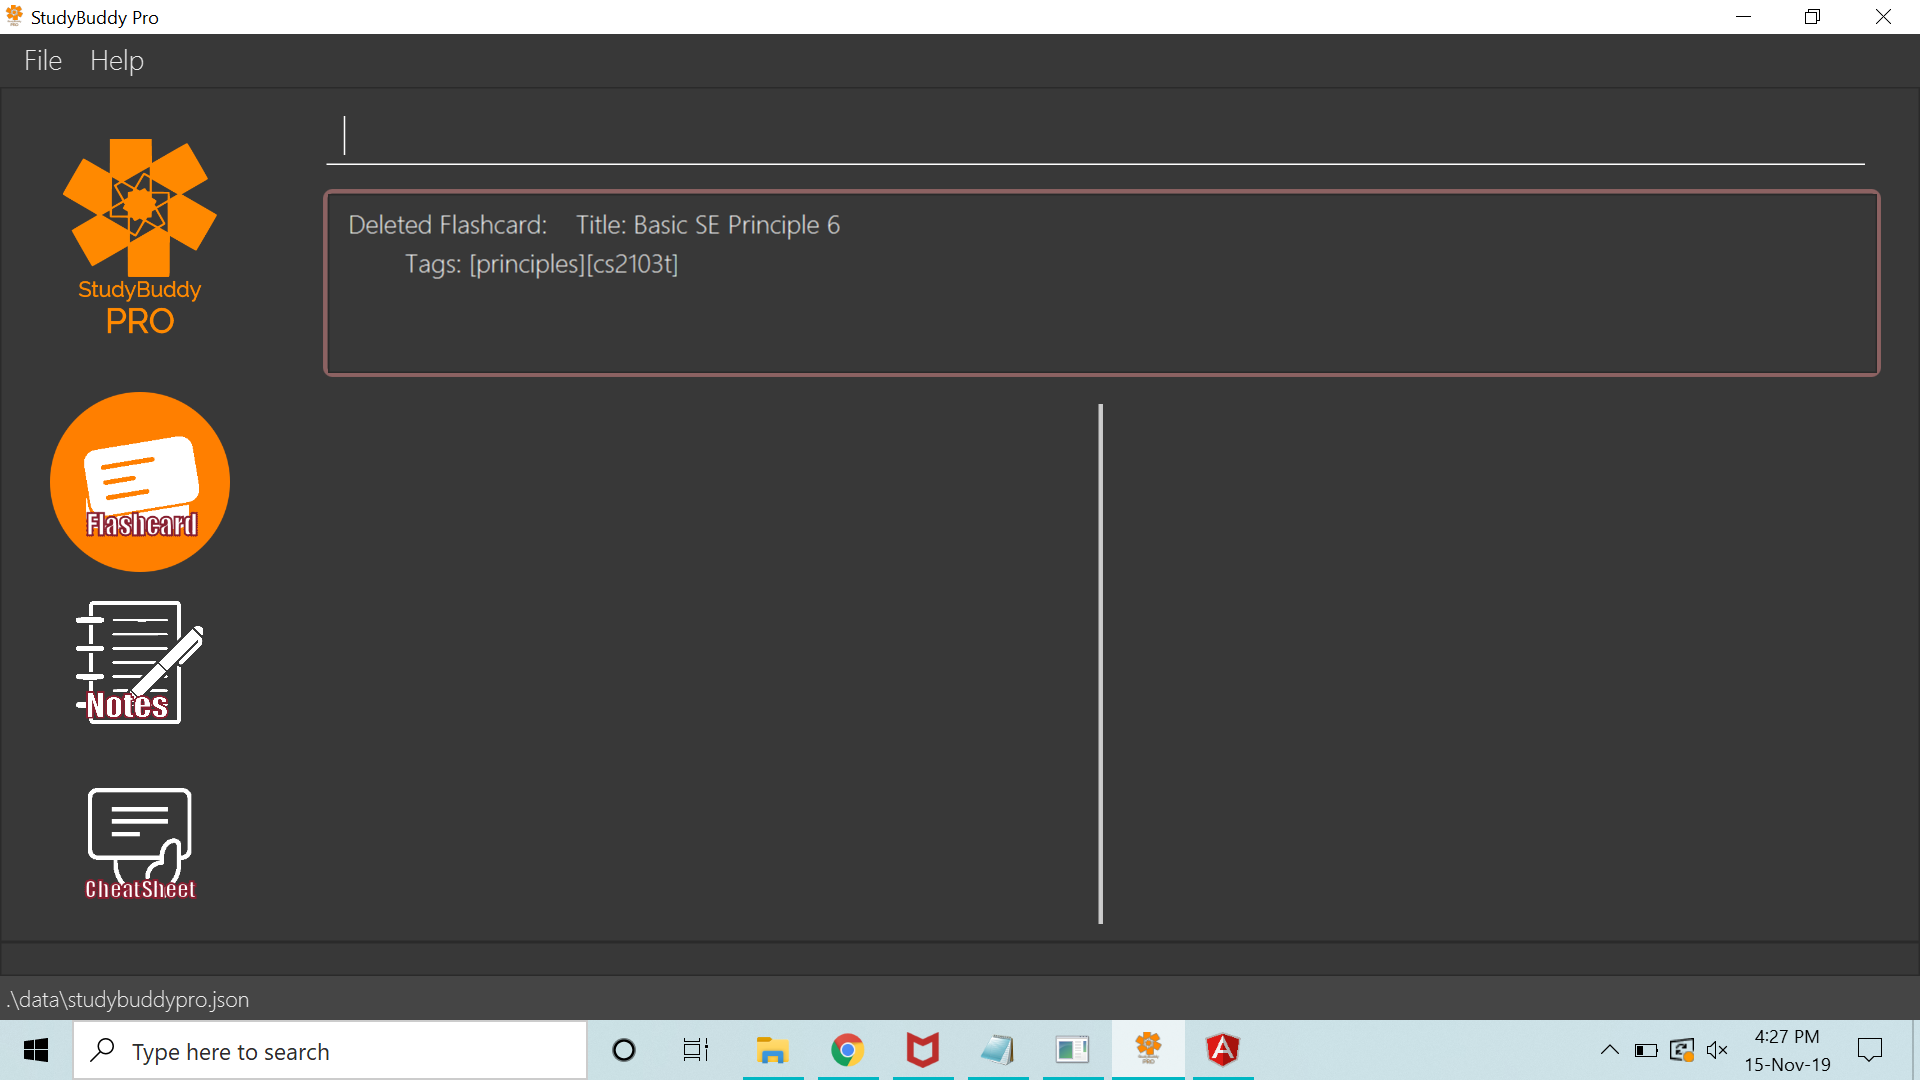 StudyBuddy Pro
File Help
StudyBuddy
PRO
Deleted Flashcard: Title: Basic SE Principle 6
Tags: [principles][cs2103t]
Flashcard
Notes
CheatSheet
.\data\studybuddypro.json
Type here to search
4:27 PM
15-Nov-19